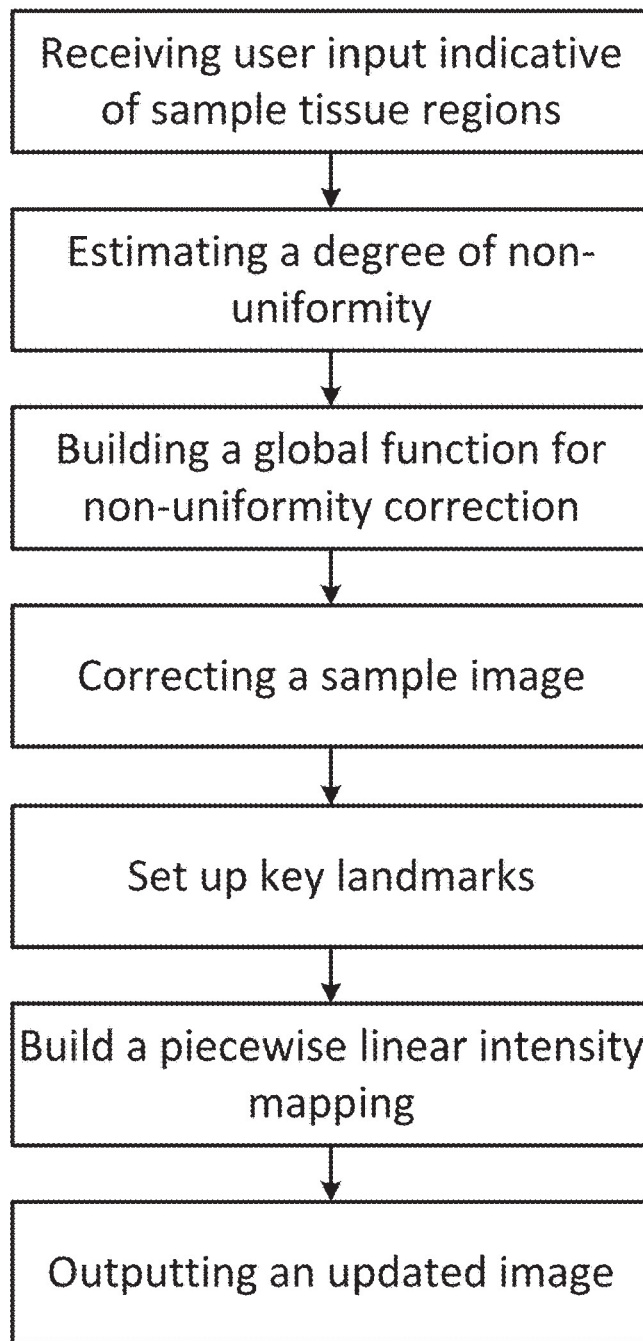 Receiving user input indicative
of sample tissue regions
Estimating a degree of non-
uniformity
Building a global function for
non-uniformity correction
Correcting a sample image
Set up key landmarks
Build a piecewise linear intensity
mapping
Outputting an updated image